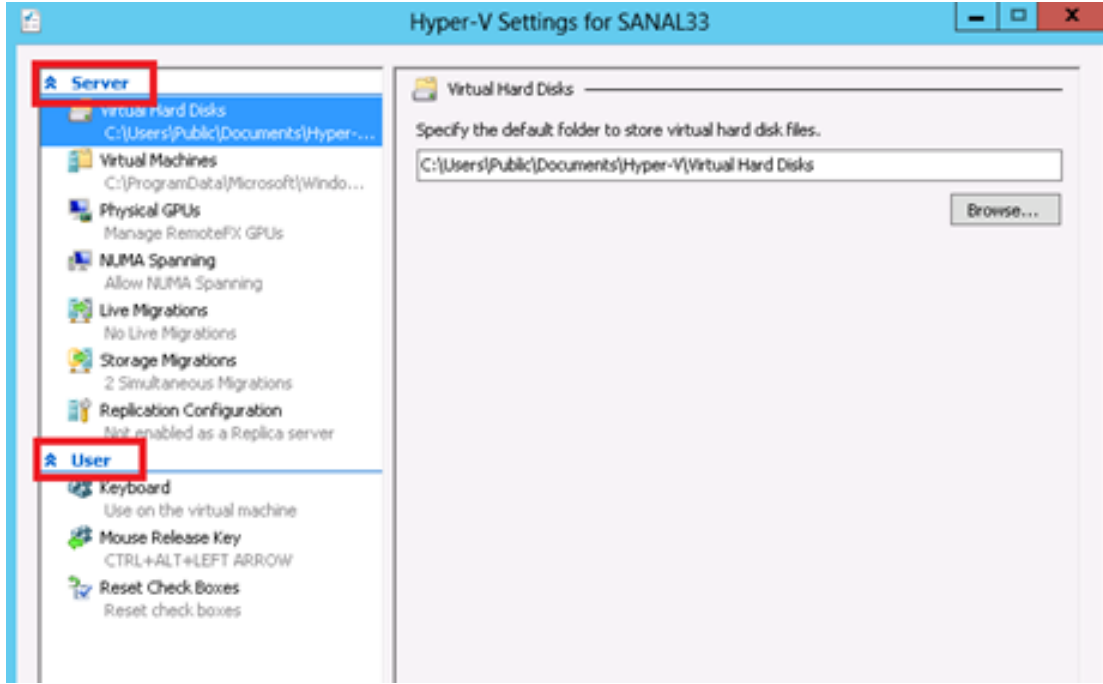 Hyper-V Settings for SANAL33
Server
Virtual Hard Disks
C:\Users\Public\Documents\Hyper-...
Virtual Machines
C:\ProgramData\Microsoft\Windo...
Physical GPUs
Manage RemoteFX GPUs
NUMA Spanning
Allow NUMA Spanning
Live Migrations
No Live Migrations
Storage Migrations
2 Simultaneous Migrations
Replication Configuration
Not enabled as a Replica server
User
Keyboard
Use on the virtual machine
Mouse Release Key
CTRL+ALT+LEFT ARROW
Reset Check Boxes
Reset check boxes
Virtual Hard Disks
Specify the default folder to store virtual hard disk files.
C:\Users\Public\Documents\Hyper-V\Virtual Hard Disks
Browse...